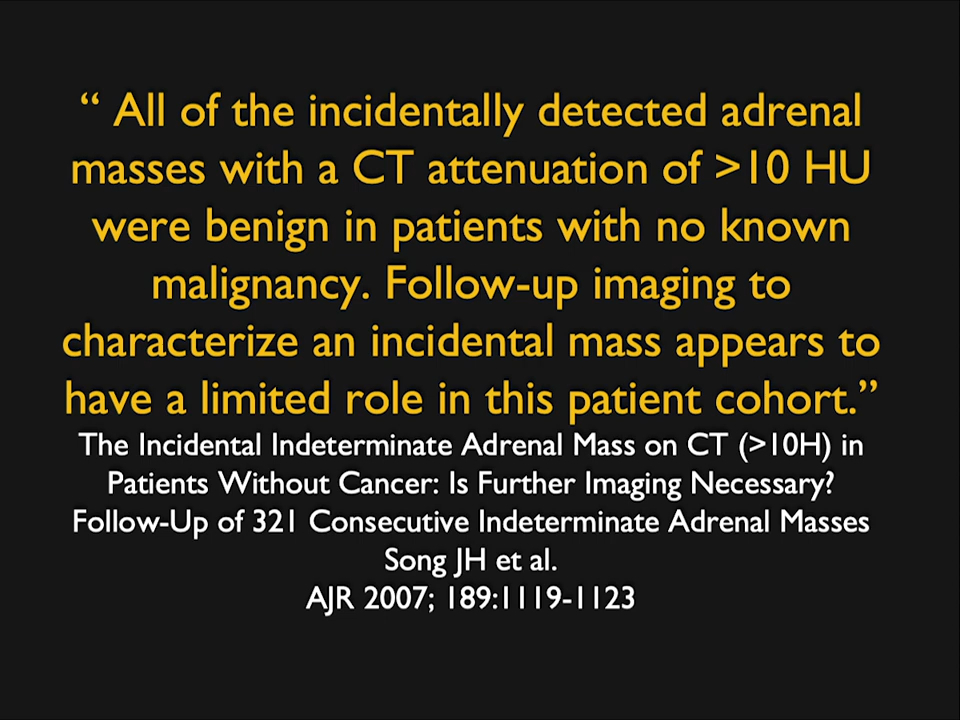 “ All of the incidentally detected adrenal
masses with a CT attenuation of >10 HU
were benign in patients with no known
malignancy. Follow-up imaging to
characterize an incidental mass appears to
have a limited role in this patient cohort.”
The Incidental Indeterminate Adrenal Mass on CT (>10H) in
Patients Without Cancer: Is Further Imaging Necessary?
Follow-Up of 321 Consecutive Indeterminate Adrenal Masses
Song JH et al.
AJR 2007; 189:1119-1123